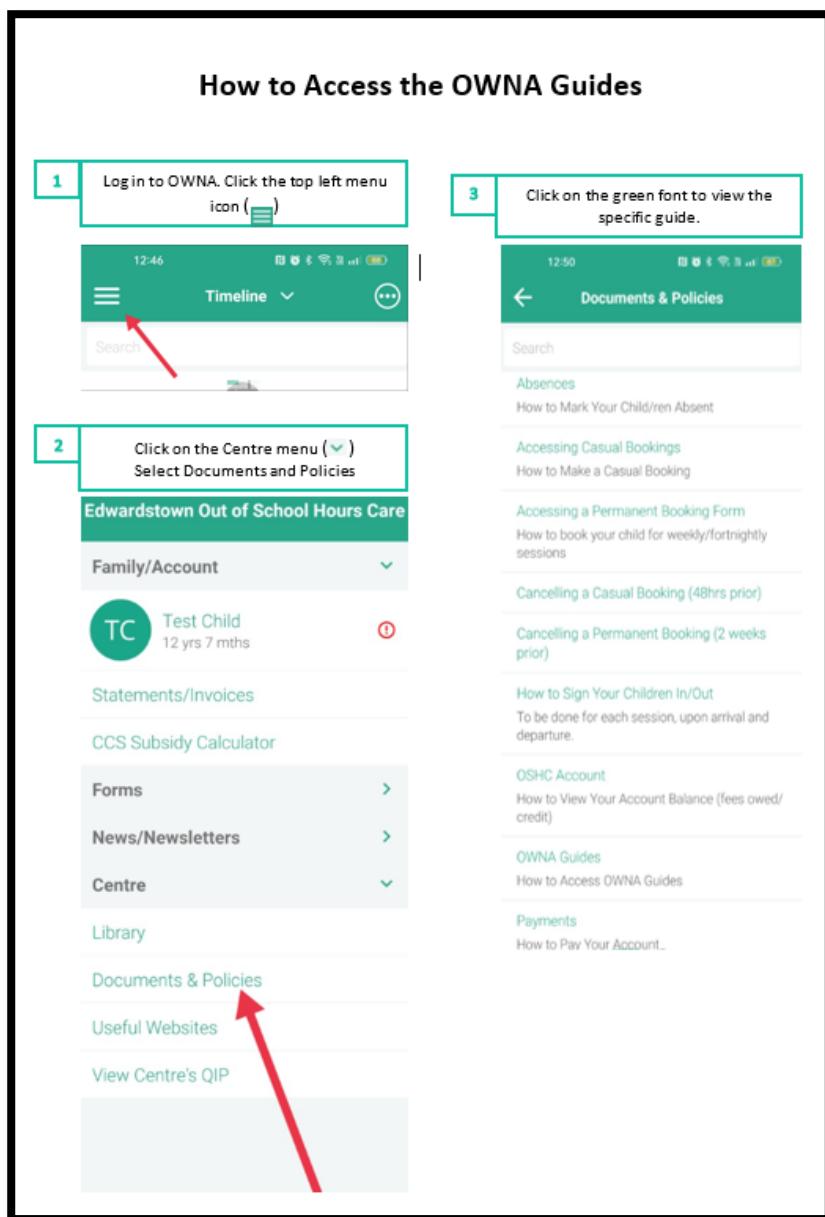 How to Access the OWNA Guides
1
Log in to OWNA. Click the top left menu
icon ( )
12:46
Timeline
Search
2
Click on the Centre menu ( )
Select Documents and Policies
Edwardstown Out of School Hours Care
Family/Account
TC
Test Child
12 yrs 7 mths
Statements/Invoices
CCS Subsidy Calculator
Forms
News/Newsletters
Centre
Library
Documents & Policies
Useful Websites
View Centre's QIP
3
Click on the green font to view the
specific guide.
12:50
Documents & Policies
Search
Absences
How to Mark Your Child/ren Absent
Accessing Casual Bookings
How to Make a Casual Booking
Accessing a Permanent Booking Form
How to book your child for weekly/fortnightly
sessions
Cancelling a Casual Booking (48hrs prior)
Cancelling a Permanent Booking (2 weeks
prior)
How to Sign Your Children In/Out
To be done for each session, upon arrival and
departure.
OSHC Account
How to View Your Account Balance (fees owed/
credit)
OWNA Guides
How to Access OWNA Guides
Payments
How to Pay Your Account..